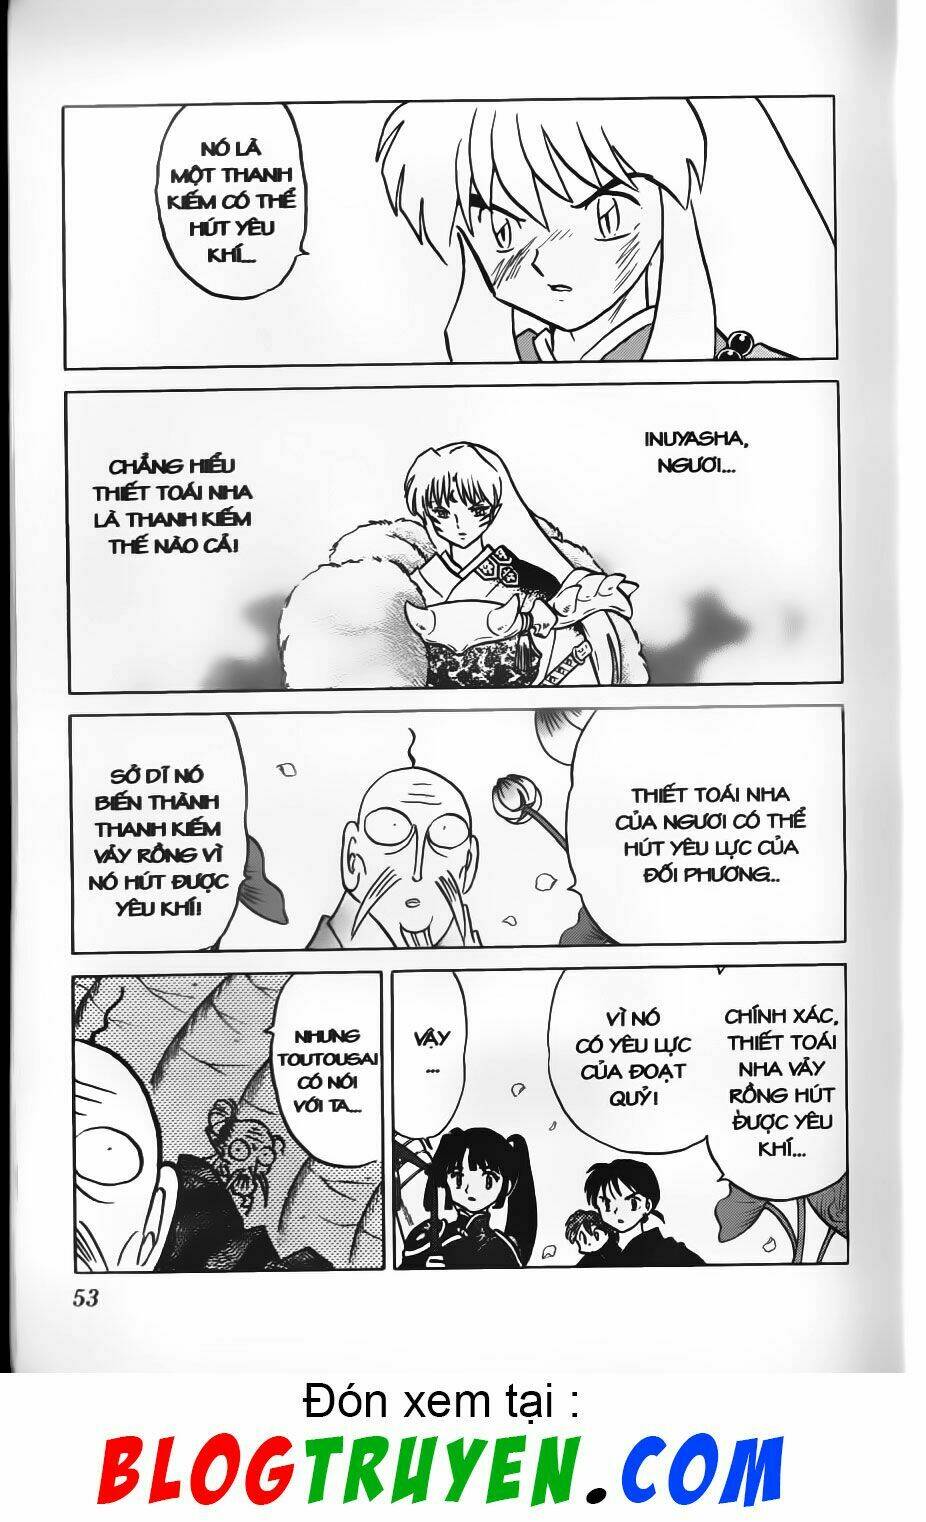 NÓ LÀ
MỘT THANH
KIẾM CÓ THỂ
HÚT YÊU
KHÍ...
INUYASHA,
NGƯƠI...
CHẲNG HIỂU
THIẾT TOÁI NHA
LÀ THANH KIẾM
THẾ NÀO CẢ!
THIẾT TOÁI NHA
CỦA NGƯƠI CÓ THỂ
HÚT YÊU LỰC CỦA
ĐỐI PHƯƠNG...
SỞ DĨ NÓ
BIẾN THÀNH
THANH KIẾM
VẢY RỒNG VÌ
NÓ HÚT ĐƯỢC
YÊU KHÍ!
CHÍNH XÁC,
THIẾT TOÁI
NHA VẢY
RỒNG HÚT
ĐƯỢC YÊU
KHÍ...
VÌ NÓ
CÓ YÊU LỰC
CỦA ĐOẠT
QUỶ!
VẬY
...
NHƯNG
TOUTOUSAI
CÓ NÓI
VỚI TA...
53
Đón xem tại :
BLOGTRUYEN.COM